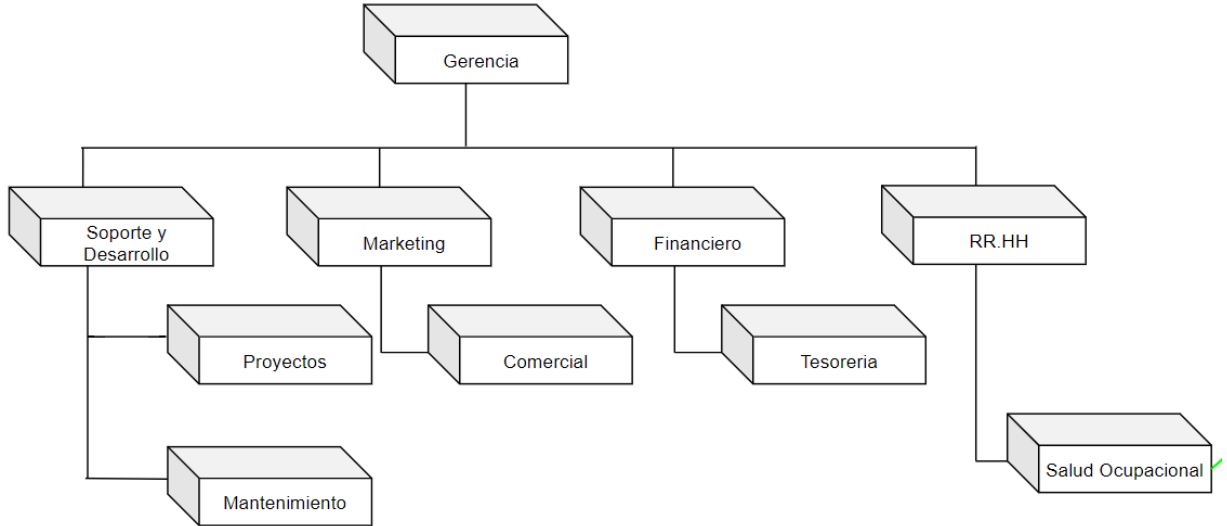 Gerencia
Soporte y
Desarrollo
Marketing
Financiero
RR.HH
Proyectos
Comercial
Tesoreria
Salud Ocupacional
Mantenimiento